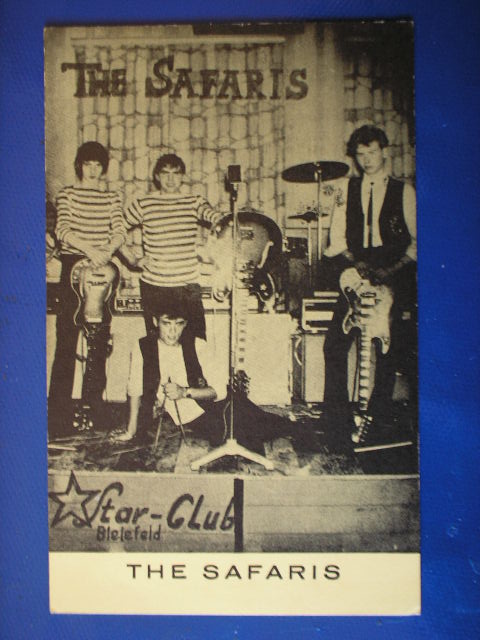 THE SAFARIS
Star-Club
Bielefeld
THE SAFARIS